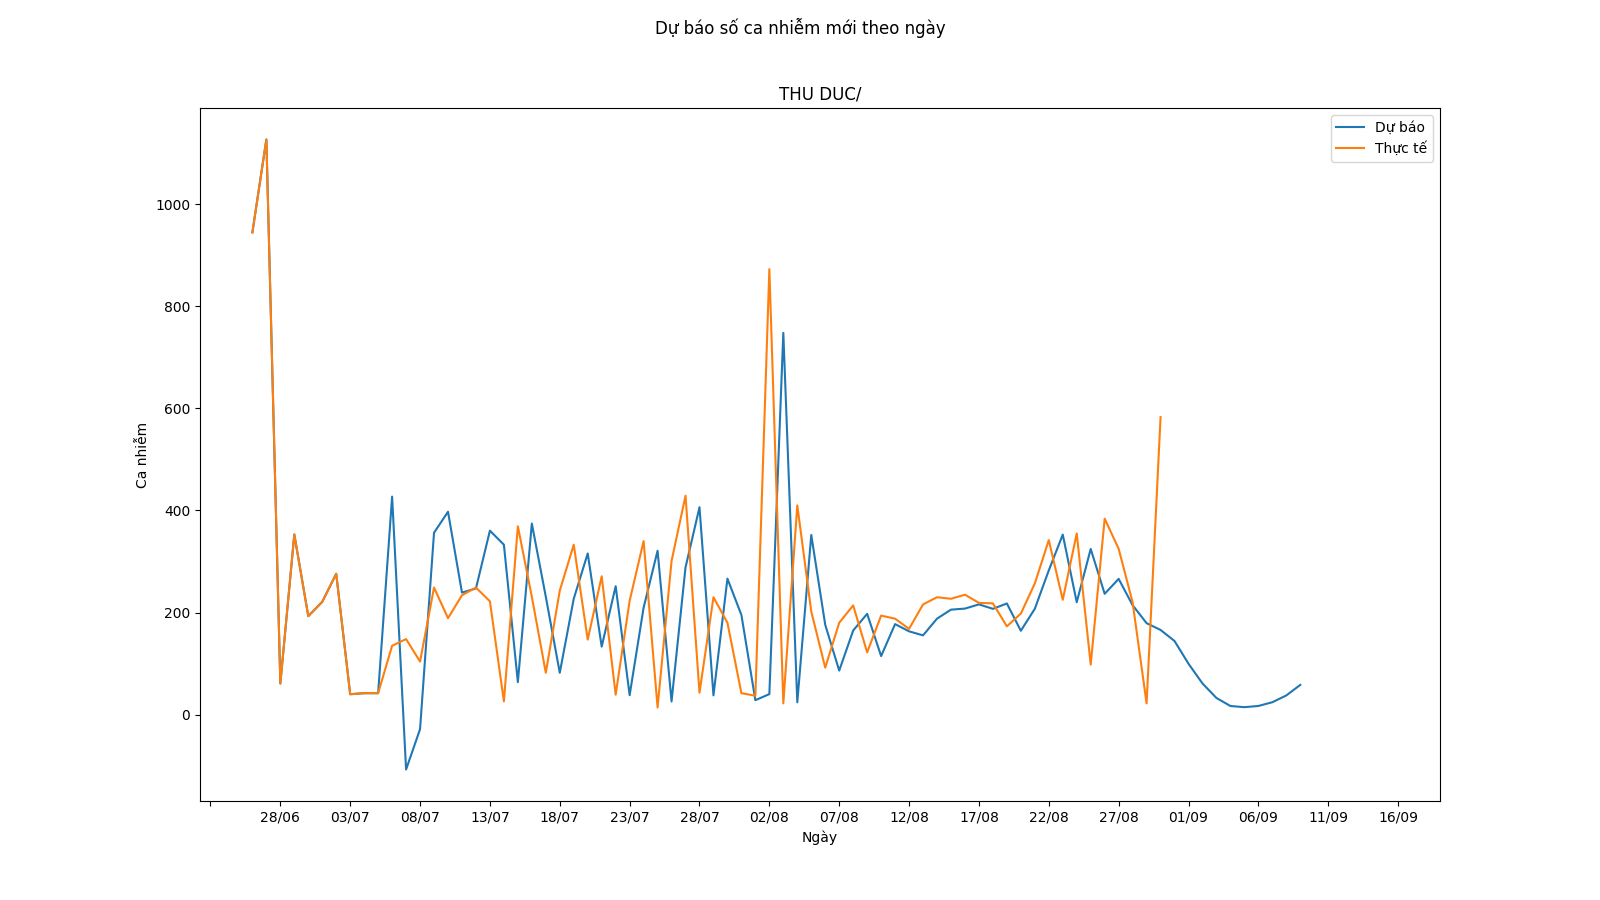 Dự báo số ca nhiễm mới theo ngày
THU DUC/
Dự báo
Thực tế
1000
800
600
400
200
0
Ca nhiễm
28/06 03/07 08/07 13/07 18/07 23/07 28/07 02/08 07/08 12/08 17/08 22/08 27/08 01/09 06/09 11/09 16/09
Ngày